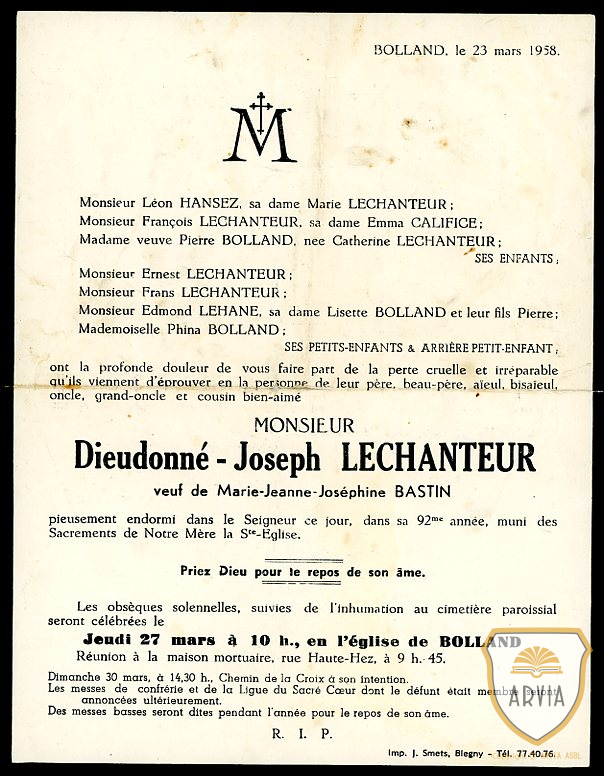 BOLLAND, le 23 mars 1958.
M
Monsieur Léon HANSEZ, sa dame Marie LECHANTEUR;
Monsieur François LECHANTEUR, sa dame Emma CALIFICE;
Madame veuve Pierre BOLLAND, nee Catherine LECHANTEUR;
SES ENFANTS;
Monsieur Ernest LECHANTEUR;
Monsieur Frans LECHANTEUR;
Monsieur Edmond LEHANE, sa dame Lisette BOLLAND et leur fils Pierre;
Mademoiselle Phina BOLLAND;
SES PETITS-ENFANTS & ARRIÈRE PETIT-ENFANT;
ont la profonde douleur de vous faire part de la perte cruelle et irréparable
qu'ils viennent d'éprouver en la personne de leur père, beau-père, aïeul, bisaïeul,
oncle, grand-oncle et cousin bien-aimé
MONSIEUR
Dieudonné - Joseph LECHANTEUR
veuf de Marie-Jeanne-Joséphine BASTIN
pieusement endormi dans le Seigneur ce jour, dans sa 92me année, muni des
Sacrements de Notre Mère la Ste-Eglise.
Priez Dieu pour le repos de son âme.
Les obsèques solennelles, suivies de l'inhumation au cimetière paroissial
seront célébrées le
Jeudi 27 mars à 10 h., en l'église de BOLLAND
Réunion à la maison mortuaire, rue Haute-Hez, à 9 h. 45.
Dimanche 30 mars, à 14,30 h., Chemin de la Croix à son intention.
Les messes de confrérie et de la Ligue du Sacré Cœur dont le défunt était membre seront
annoncées ultérieurement.
Des messes basses seront dites pendant l'année pour le repos de son âme.
R. I. P.
Imp. J. Smets, Blegny - Tél. 77.40.76.
ARVIA
ASBL